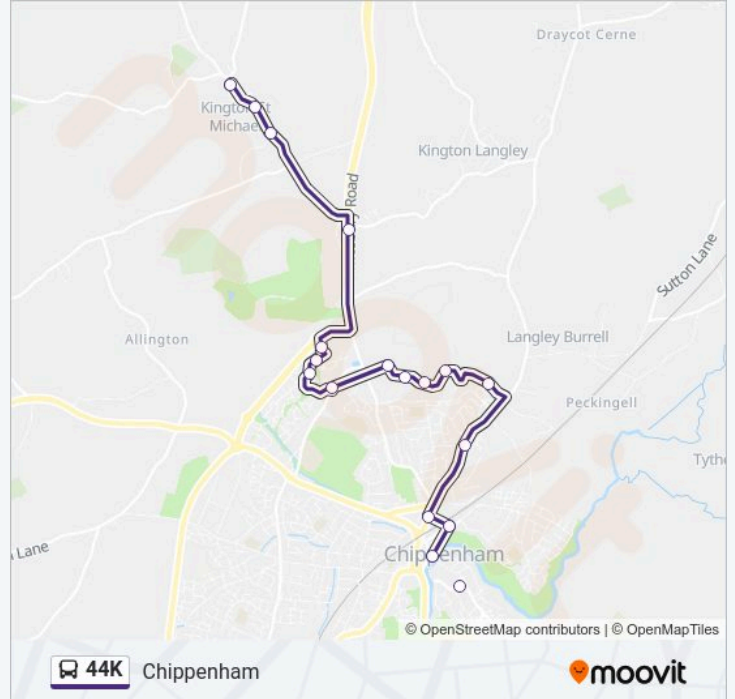 Draycot Cerne
Kington St
Michael
Kington Langley
Road
Sutton Lane
Allington
Langley Burrell
Peckingell
Tythe
Lane
Chippenham
© OpenStreetMap contributors | © OpenMapTiles
44K Chippenham
moovit